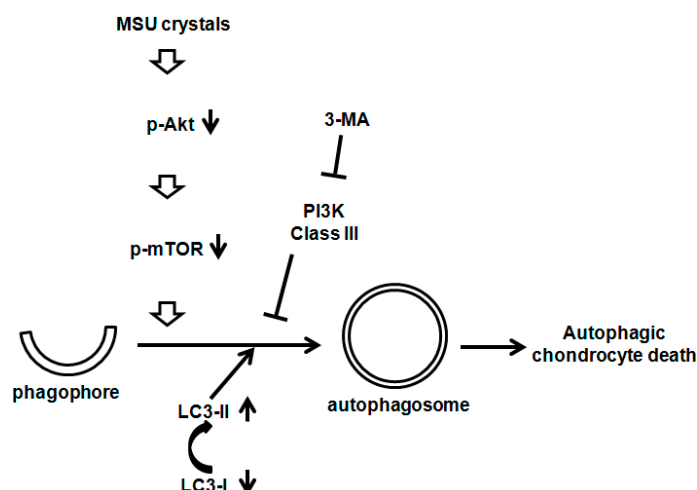 MSU crystals
p-Akt
3-MA
PI3K
Class III
p-mTOR
phagophore
autophagosome
Autophagic
chondrocyte death
LC3-II
LC3-I